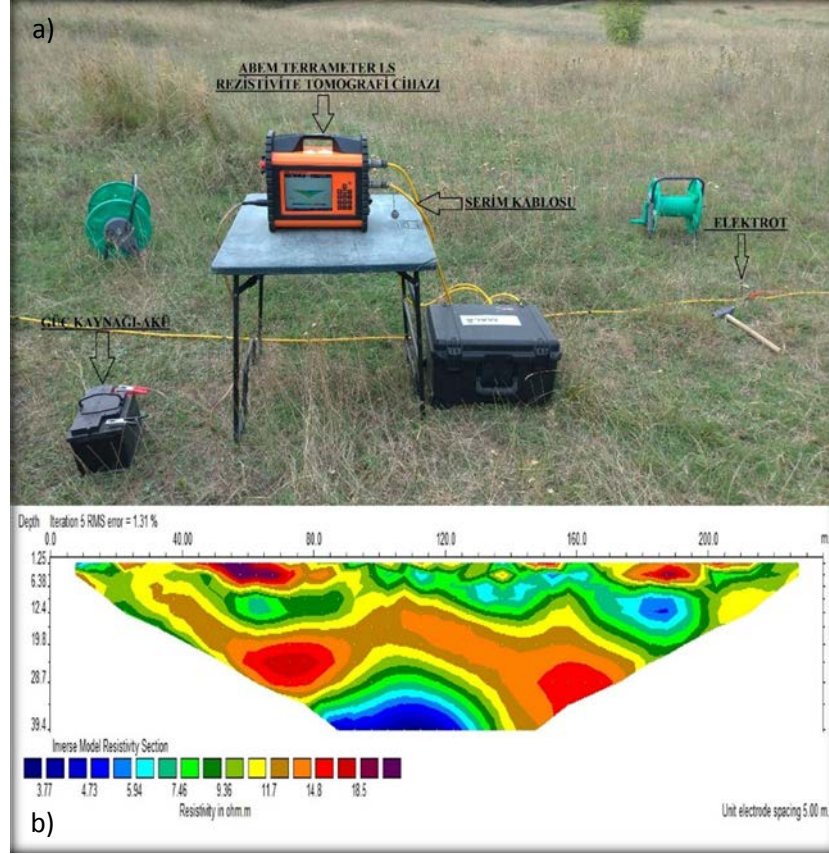 a)
ABEM TERRAMETER LS
REZİSTİVİTE TOMOGRAFİ CİHAZI
SERİM KABLOSU
ELEKTROT
GÜÇ KAYNAĞI-AKÜ
Depth Iteration 5 RMS error = 1.31 %
0.0 40.00 80.0 120.0 160.0 200.0 m.
1.25
6.38
12.4
19.8
28.7
39.4
Inverse Model Resistivity Section
3.77 4.73 5.94 7.46 9.36 11.7 14.8 18.5
Resistivity in ohm.m
Unit electrode spacing 5.00 m.
b)